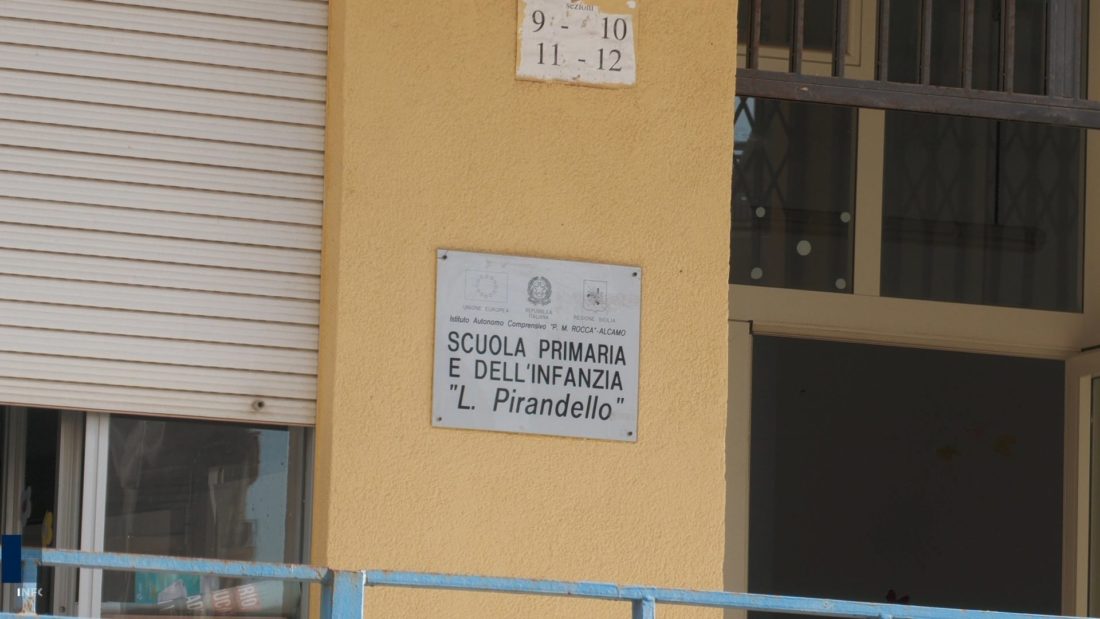 sezioni
9 - 10
11 - 12
UNIONE EUROPEA
REPUBBLICA
ITALIANA
REGIONE SICILIA
Istituto Autonomo Comprensivo "P. M. ROCCA"-ALCAMO
SCUOLA PRIMARIA
E DELL'INFANZIA
"L. Pirandello"